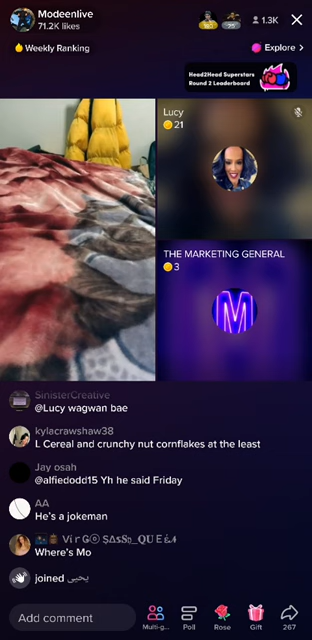 Modeenlive
71.2K likes
1.3K
Weekly Ranking
Explore >
Head2Head Superstars
Round 2 Leaderboard
Lucy
21
THE MARKETING GENERAL
3
M
SinisterCreative
@Lucy wagwan bae
kylacrawshaw38
L Cereal and crunchy nut cornflakes at the least
Jay osah
@alfiedodd15 Yh he said Friday
AA
He's a jokeman
Where's Mo
joined يحيى
Add comment
Multi-g...
Poll
Rose
Gift
267